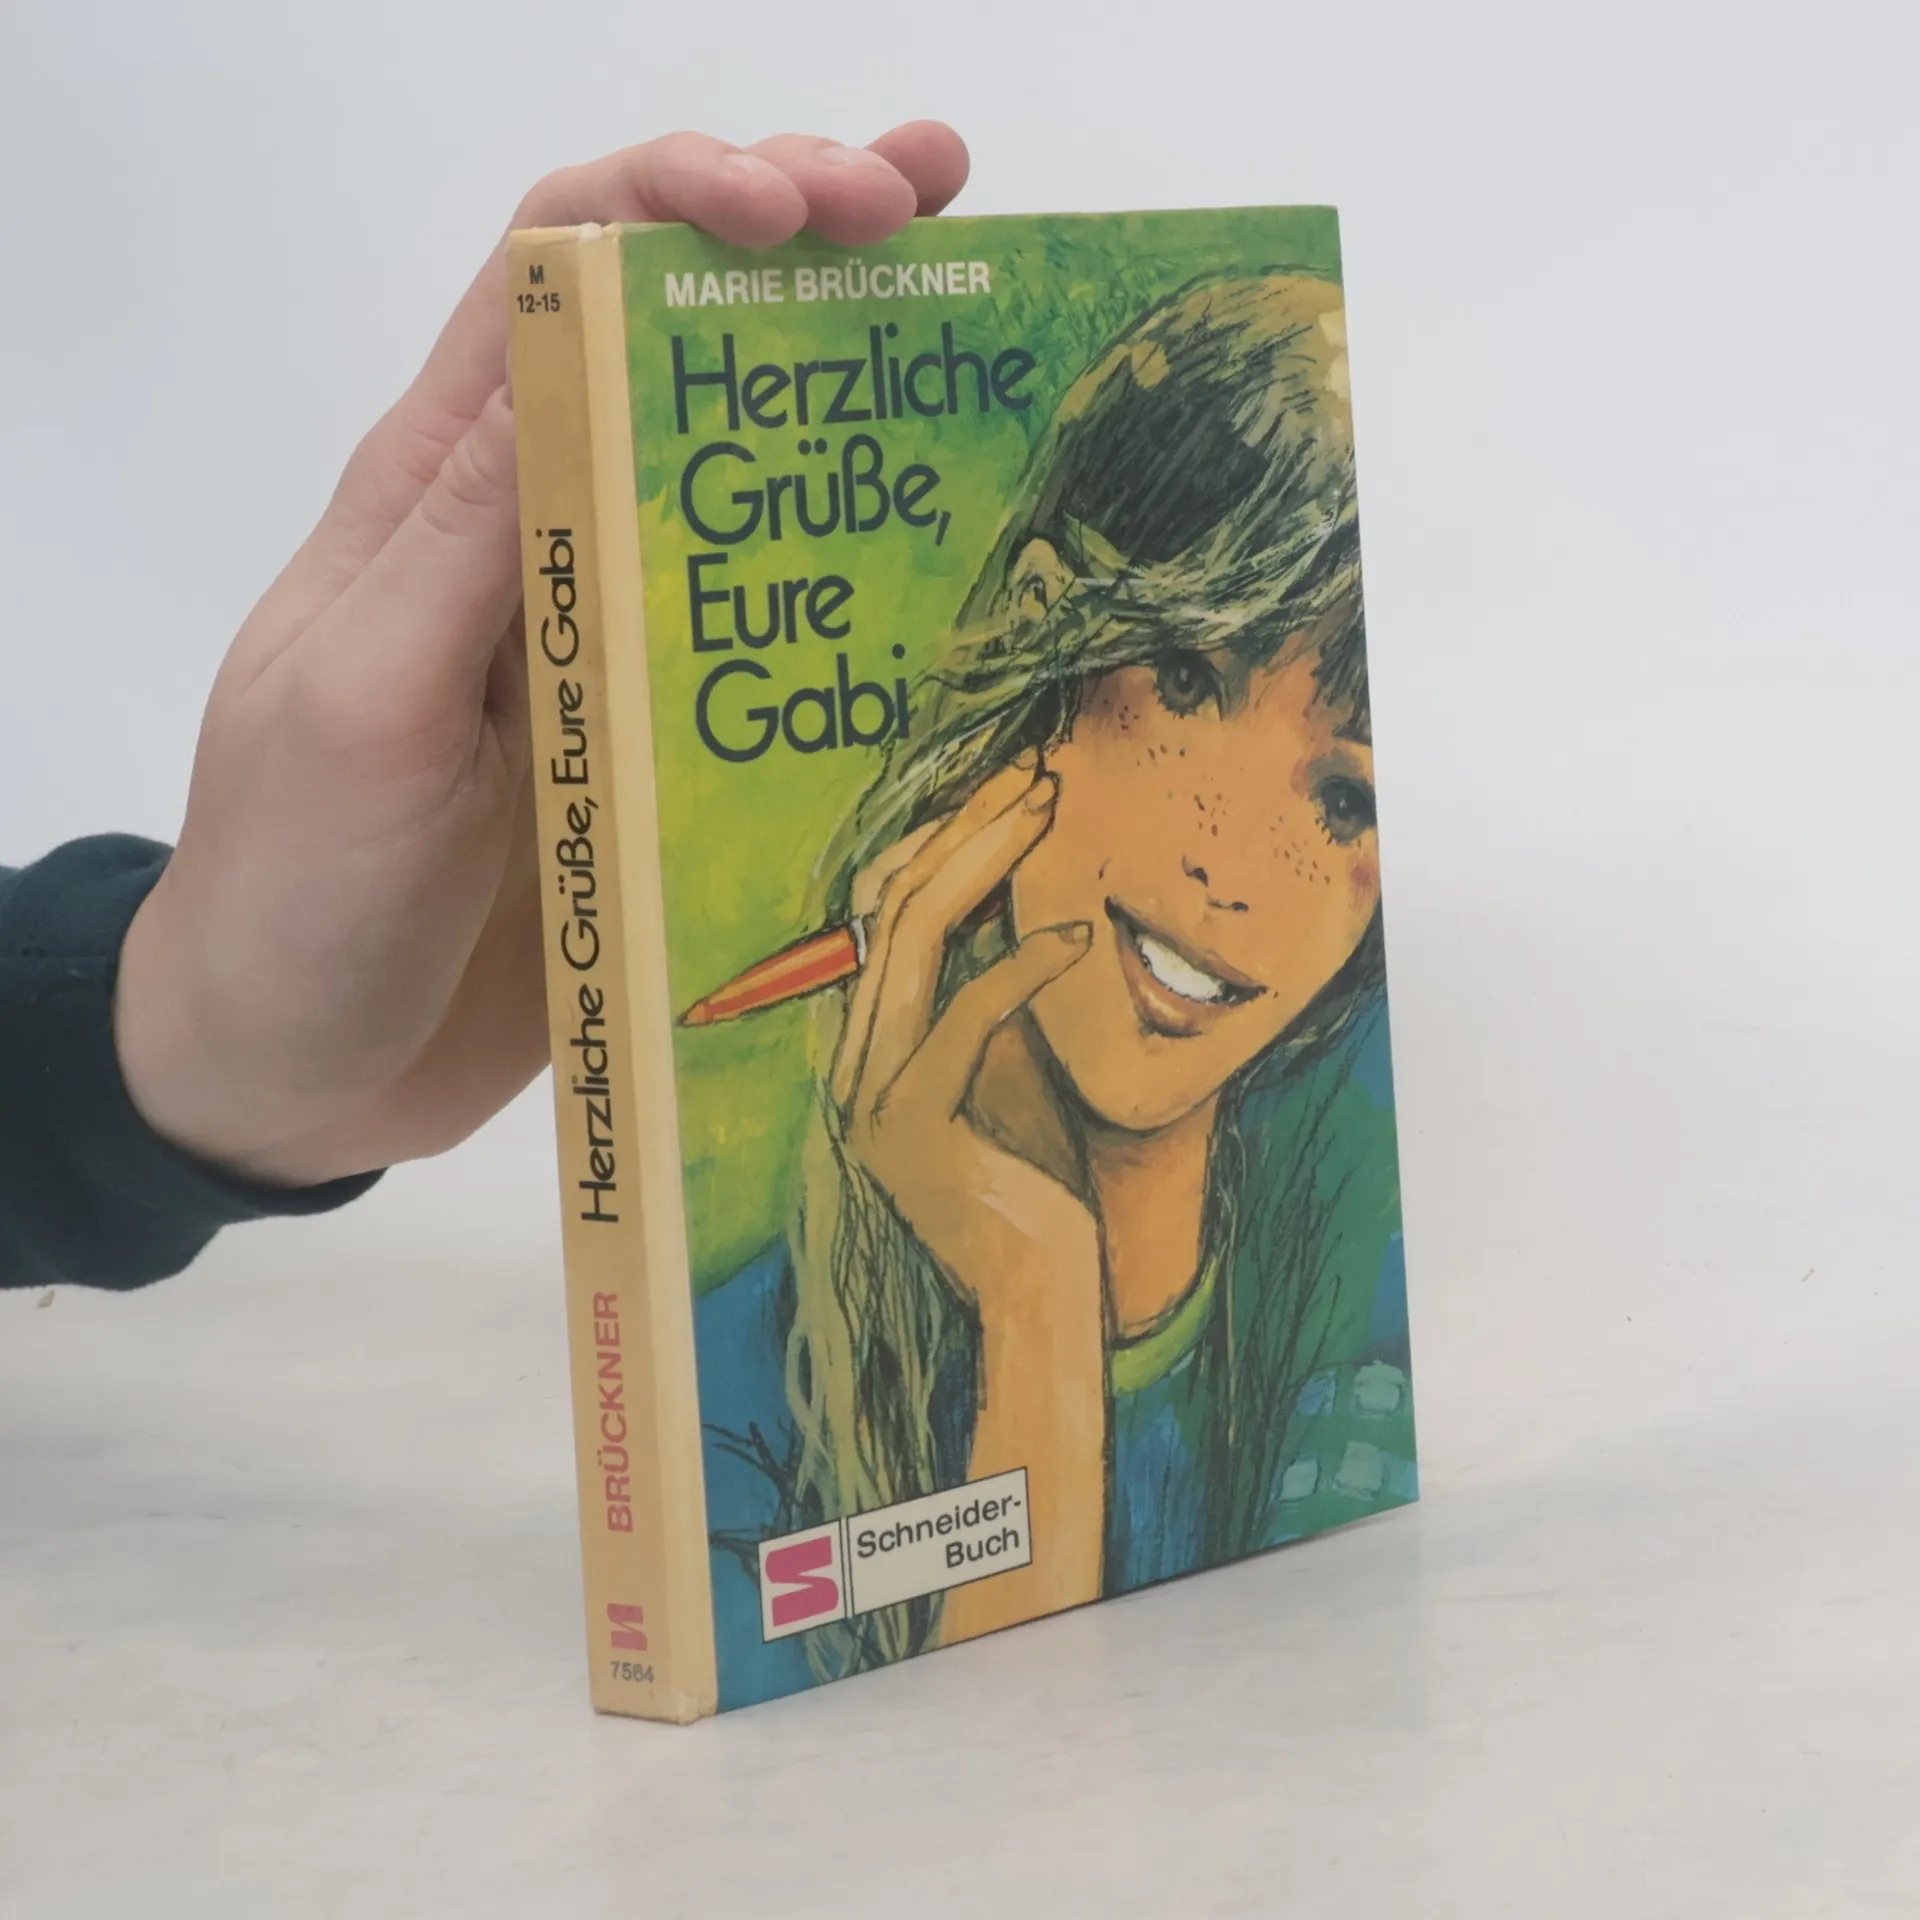 M
12-15
Herzliche Grüße, Eure Gabi
BRÜCKNER
7564
MARIE BRÜCKNER
Herzliche
Grüße,
Eure
Gabi
Schneider-
Buch